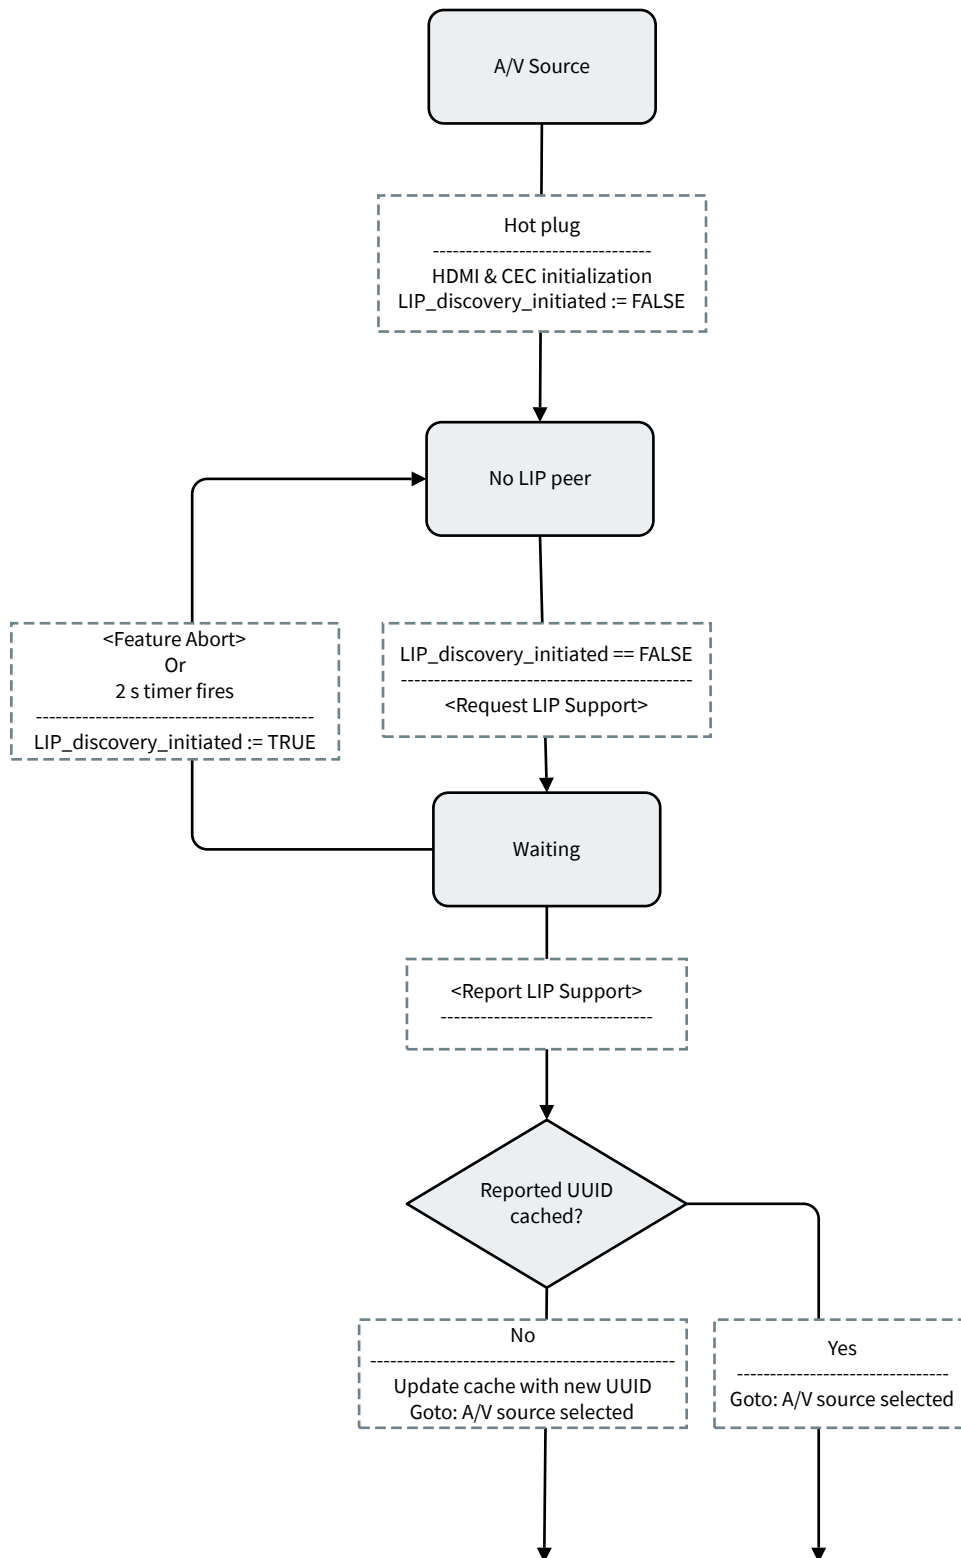 A/V Source
Hot plug
---------------------------------
HDMI & CEC initialization
LIP_discovery_initiated := FALSE
No LIP peer
<Feature Abort>
Or
2 s timer fires
-------------------------------------------
LIP_discovery_initiated := TRUE
LIP_discovery_initiated == FALSE
---------------------------------------------
<Request LIP Support>
Waiting
<Report LIP Support>
---------------------------------
Reported UUID
cached?
No
-----------------------------------------------
Update cache with new UUID
Goto: A/V source selected
Yes
---------------------------------
Goto: A/V source selected